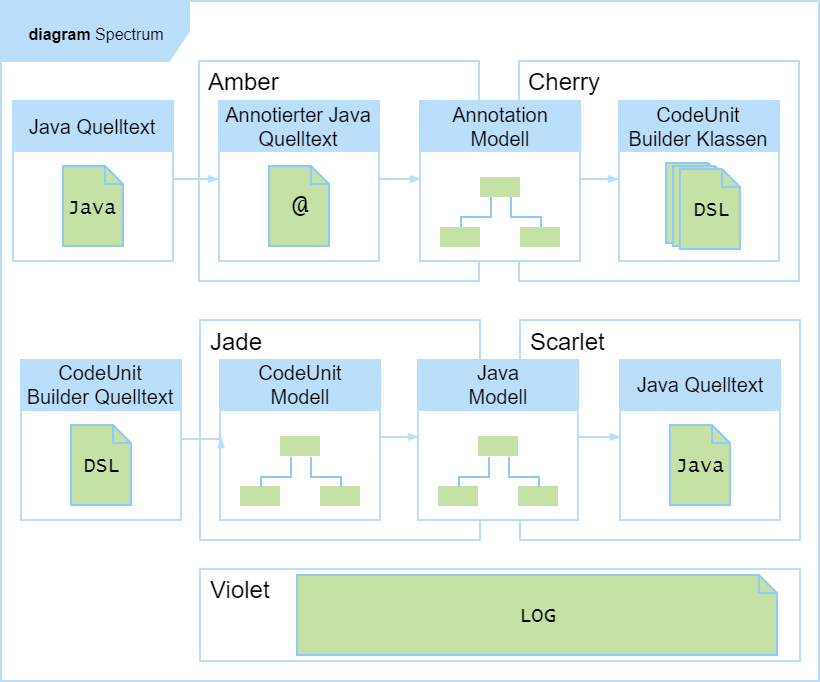 diagram Spectrum
Amber
Cherry
Java Quelltext
Annotierter Java
Quelltext
Annotation
Modell
CodeUnit
Builder Klassen
Java
@
DSL
Jade
Scarlet
CodeUnit
Builder Quelltext
CodeUnit
Modell
Java
Modell
Java Quelltext
DSL
Java
Violet
LOG